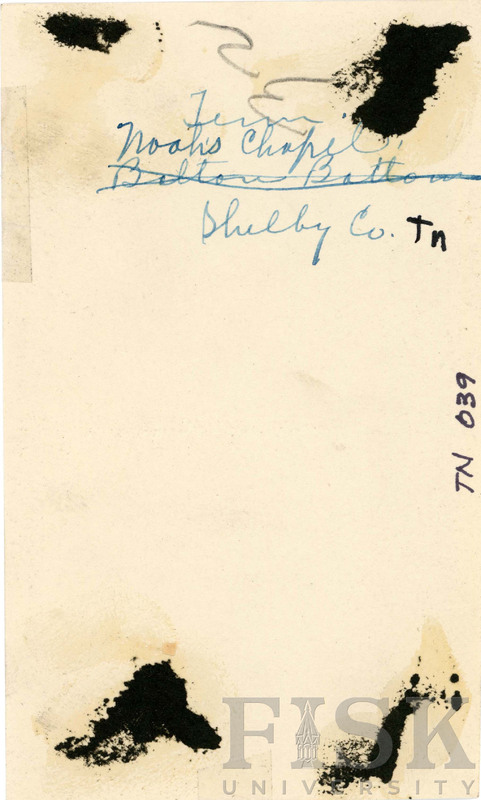 Tenn.
Noahs Chapel.
Bolton Bottom
Shelby Co. Tn
TN 039
FISK
UNIVERSITY